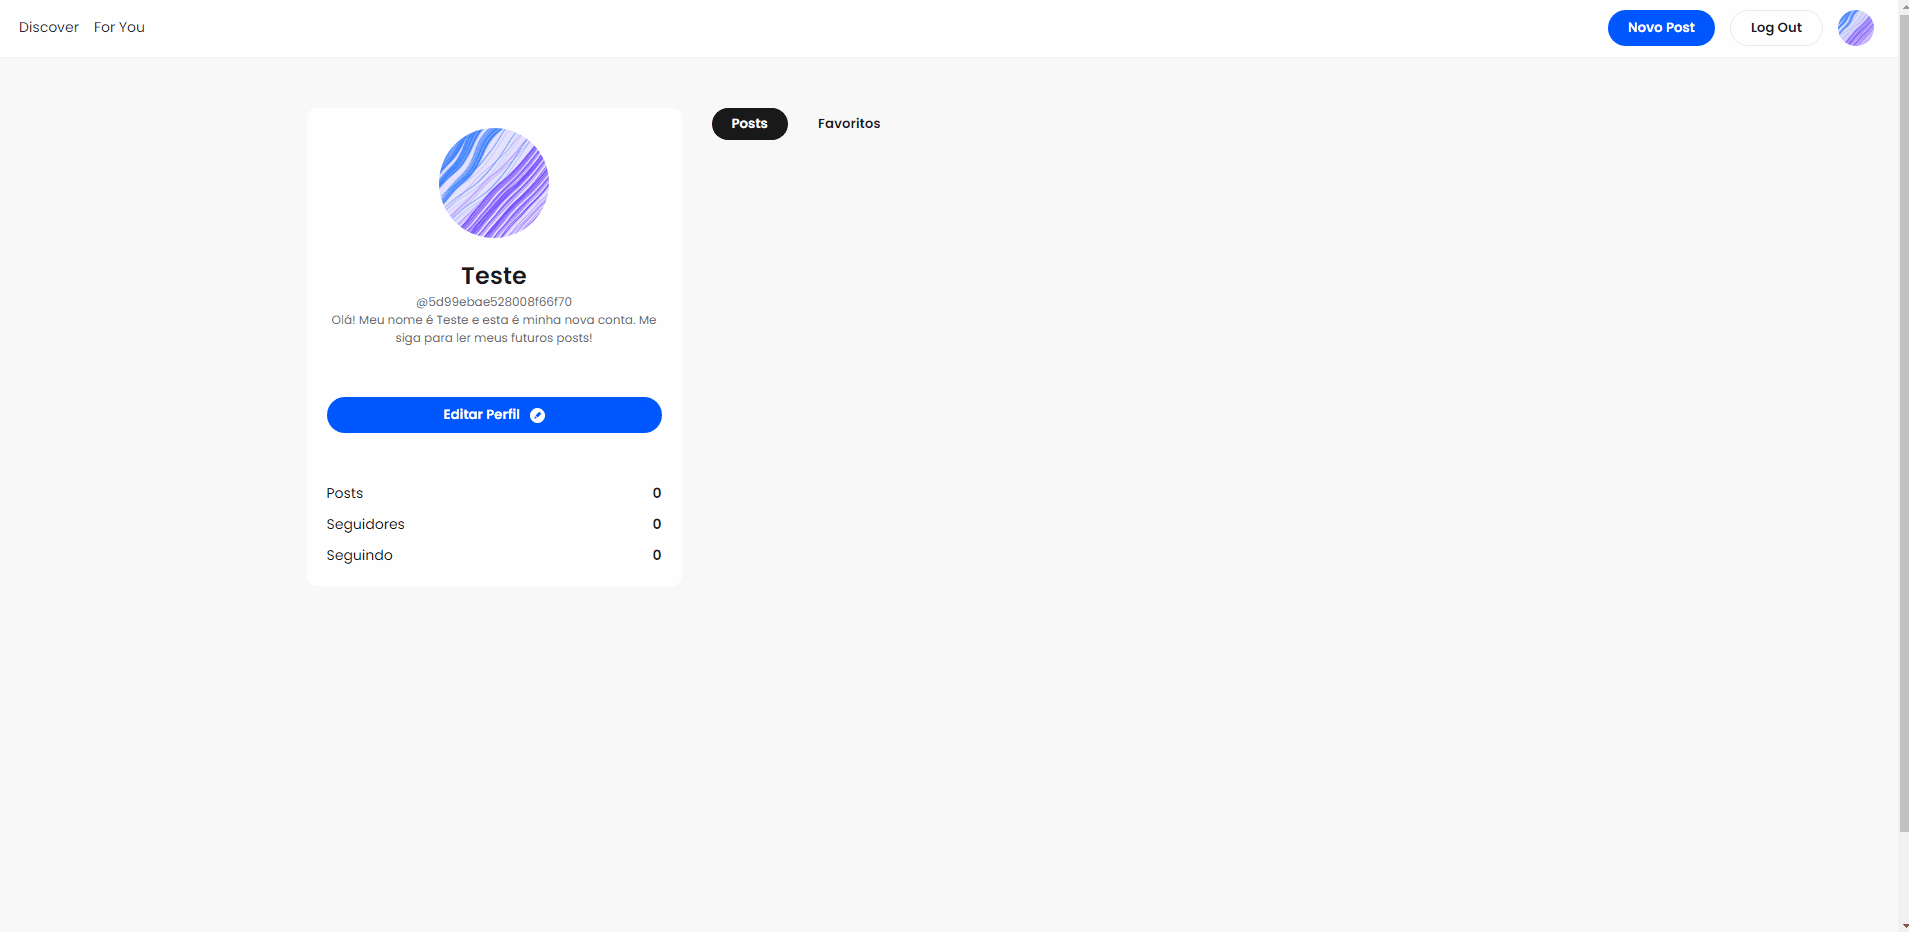 Discover For You Novo Post Log Out
Posts Favoritos
Teste
@5d99ebae528008f66f70
Olá! Meu nome é Teste e esta é minha nova conta. Me
siga para ler meus futuros posts!
Editar Perfil
Posts 0
Seguidores 0
Seguindo 0